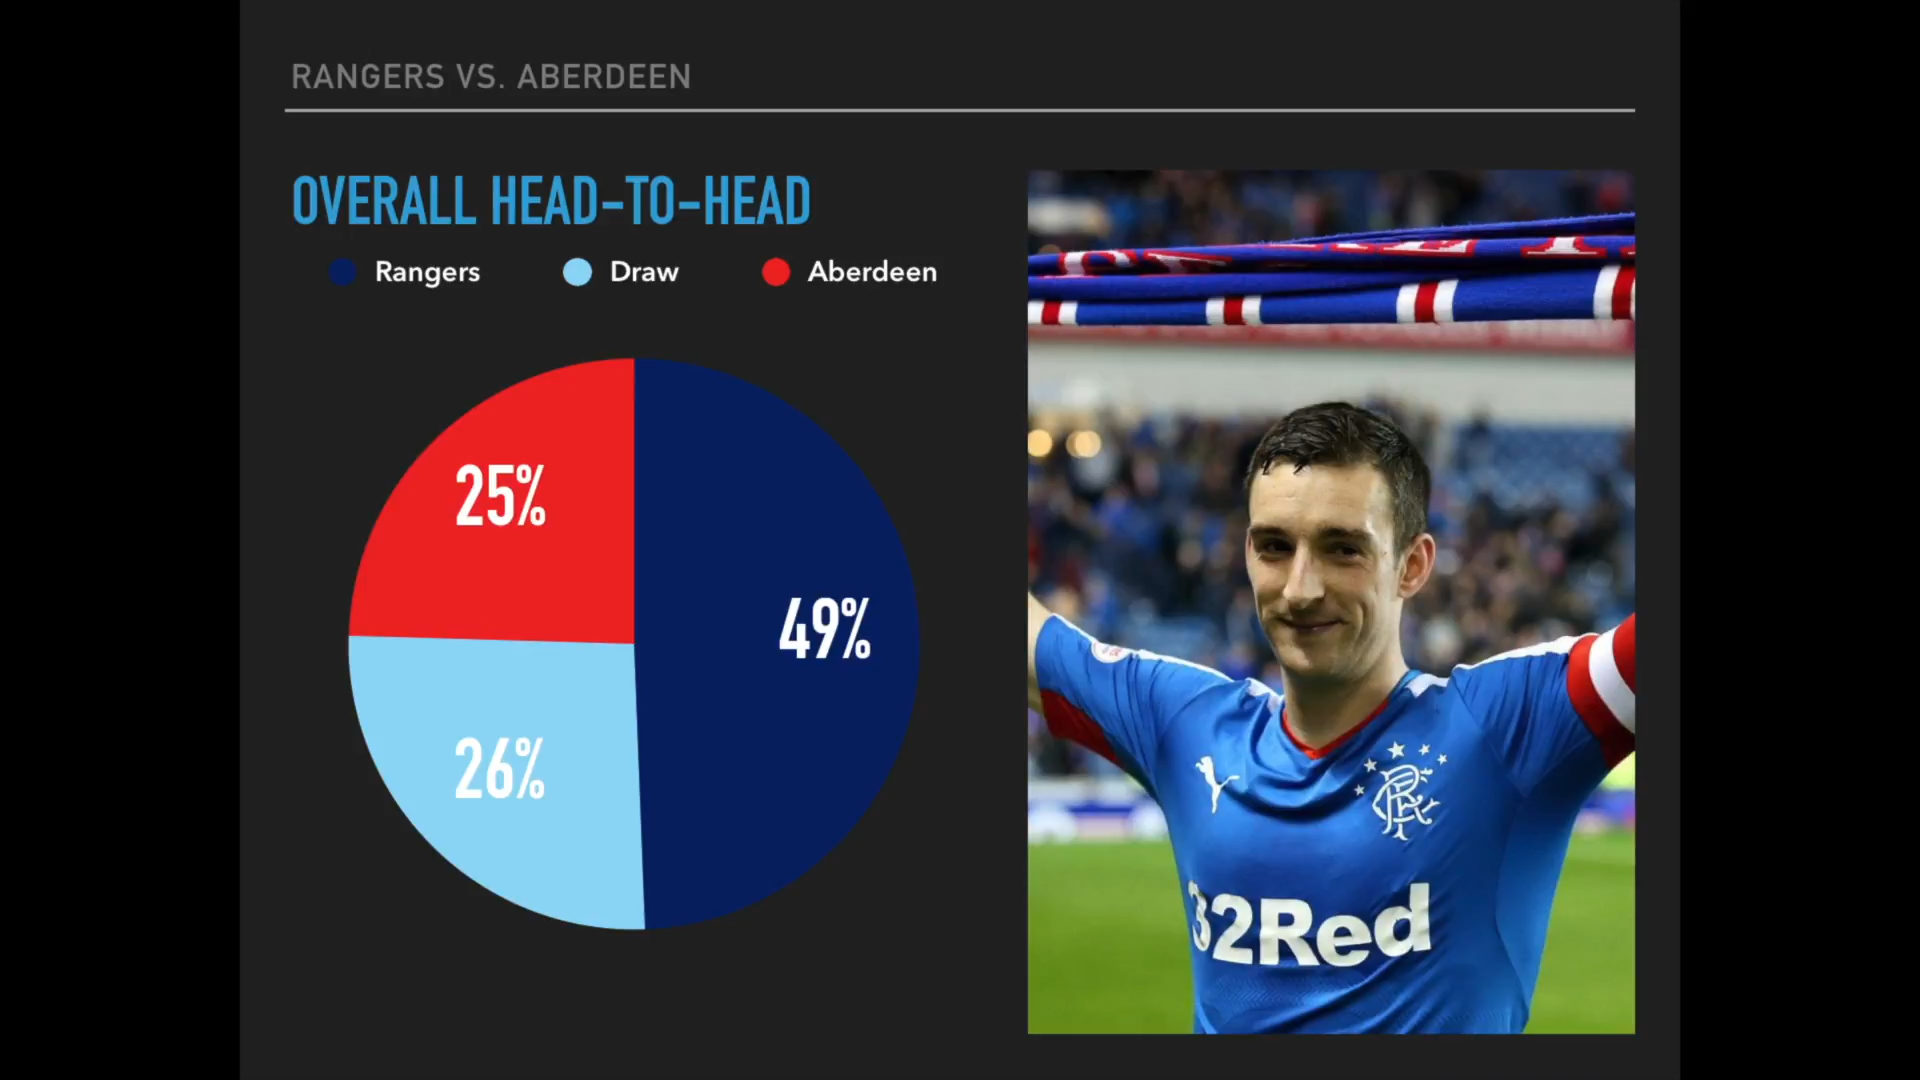 RANGERS VS. ABERDEEN
OVERALL HEAD-TO-HEAD
Rangers
Draw
Aberdeen
25%
49%
26%
32Red